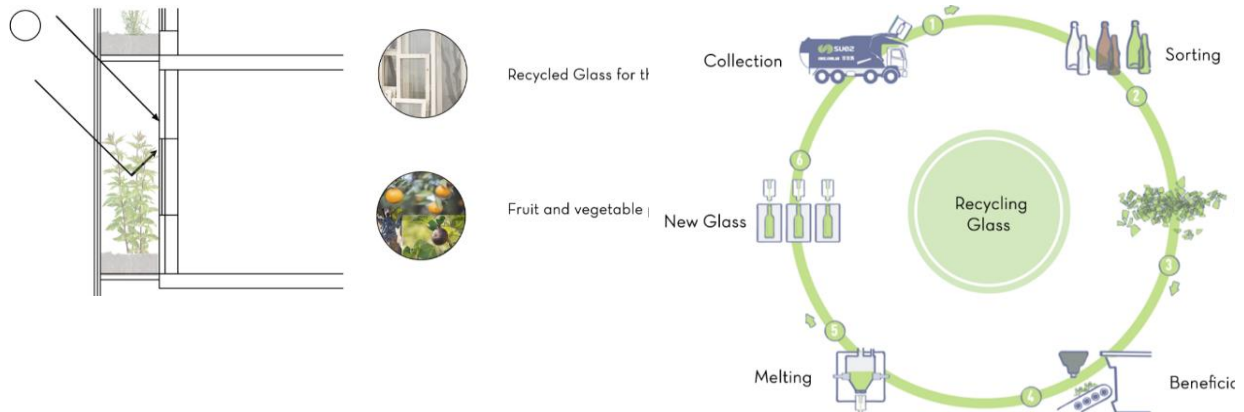 Recycled Glass for th
Fruit and vegetable
Collection
SUEZ
Sorting
1
2
3
4
5
6
New Glass
Recycling
Glass
Melting
Benefici